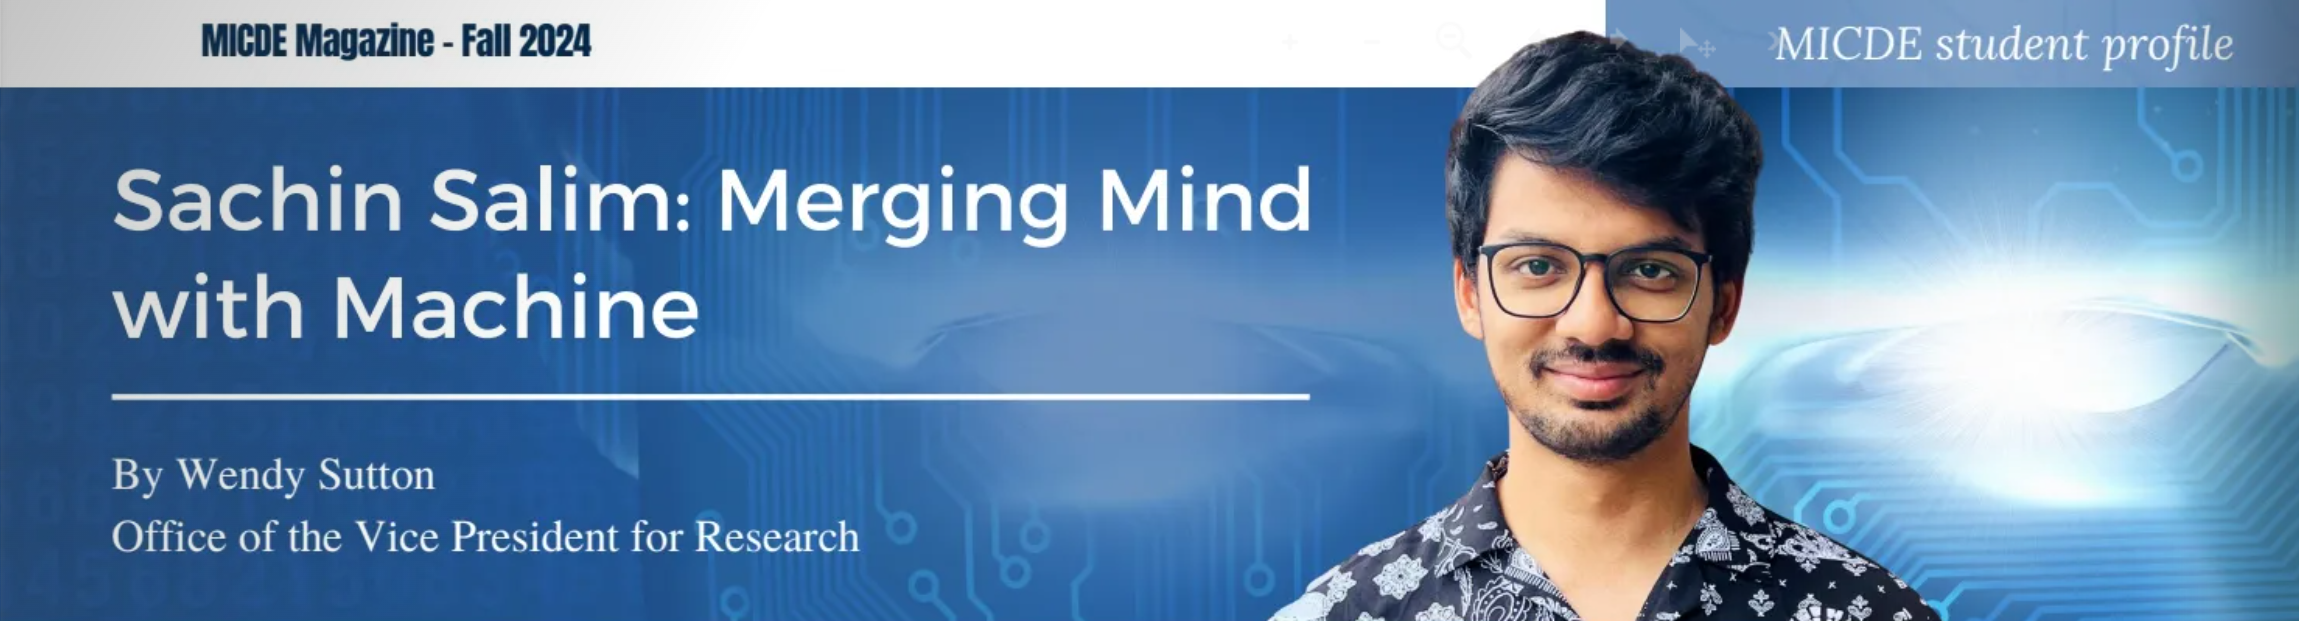 MICDE Magazine - Fall 2024
MICDE student profile
Sachin Salim: Merging Mind
with Machine
By Wendy Sutton
Office of the Vice President for Research